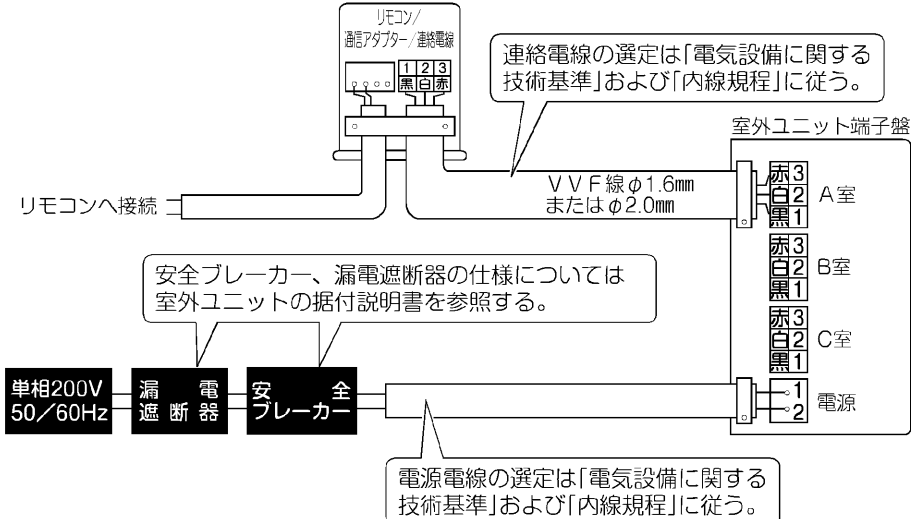 リモコン/
通信アダプター/連絡電線
1 2 3
黒 白 赤
連絡電線の選定は「電気設備に関する
技術基準」および「内線規程」に従う。
室外ユニット端子盤
赤 3
白 2
黒 1
A室
VVF線φ1.6㎜
またはφ2.0㎜
リモコンへ接続
赤 3
白 2
黒 1
B室
安全ブレーカー、漏電遮断器の仕様については
室外ユニットの据付説明書を参照する。
赤 3
白 2
黒 1
C室
単相200V
50/60Hz
漏電
遮断器
安全
ブレーカー
1
2
電源
電源電線の選定は「電気設備に関する
技術基準」および「内線規程」に従う。